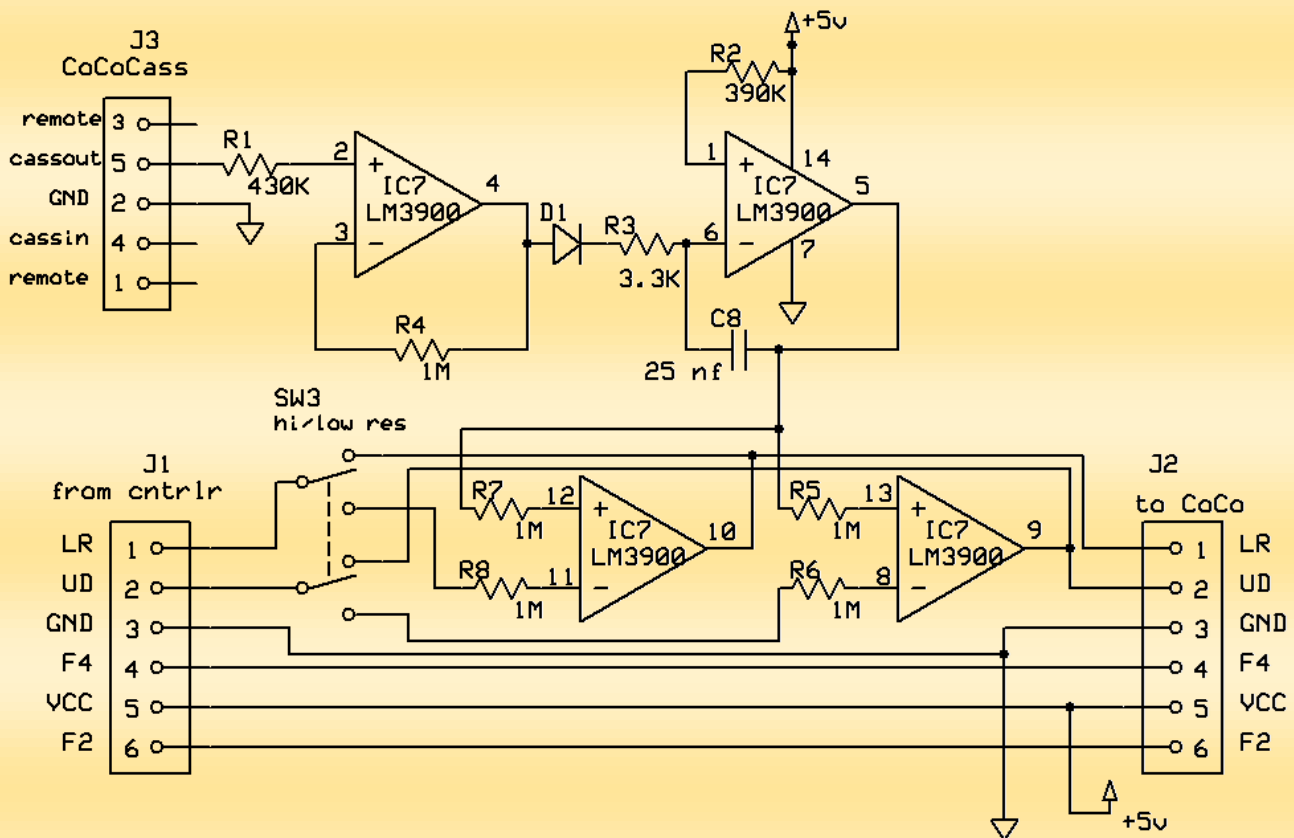 J3
CoCoCass
remote 3
cassout 5
GND 2
cassin 4
remote 1
R1
430K
2
+
IC7
LM3900
4
3
−
R4
1M
D1
R3
3.3K
+5v
R2
390K
1
+
14
IC7
LM3900
5
6
−
7
C8
25 nf
SW3
hi/low res
J1
from cntrlr
LR 1
UD 2
GND 3
F4 4
VCC 5
F2 6
R7
1M
12
+
IC7
LM3900
10
R8
1M
11
−
R5
1M
13
+
IC7
LM3900
9
R6
1M
8
−
J2
to CoCo
1 LR
2 UD
3 GND
4 F4
5 VCC
6 F2
+5v